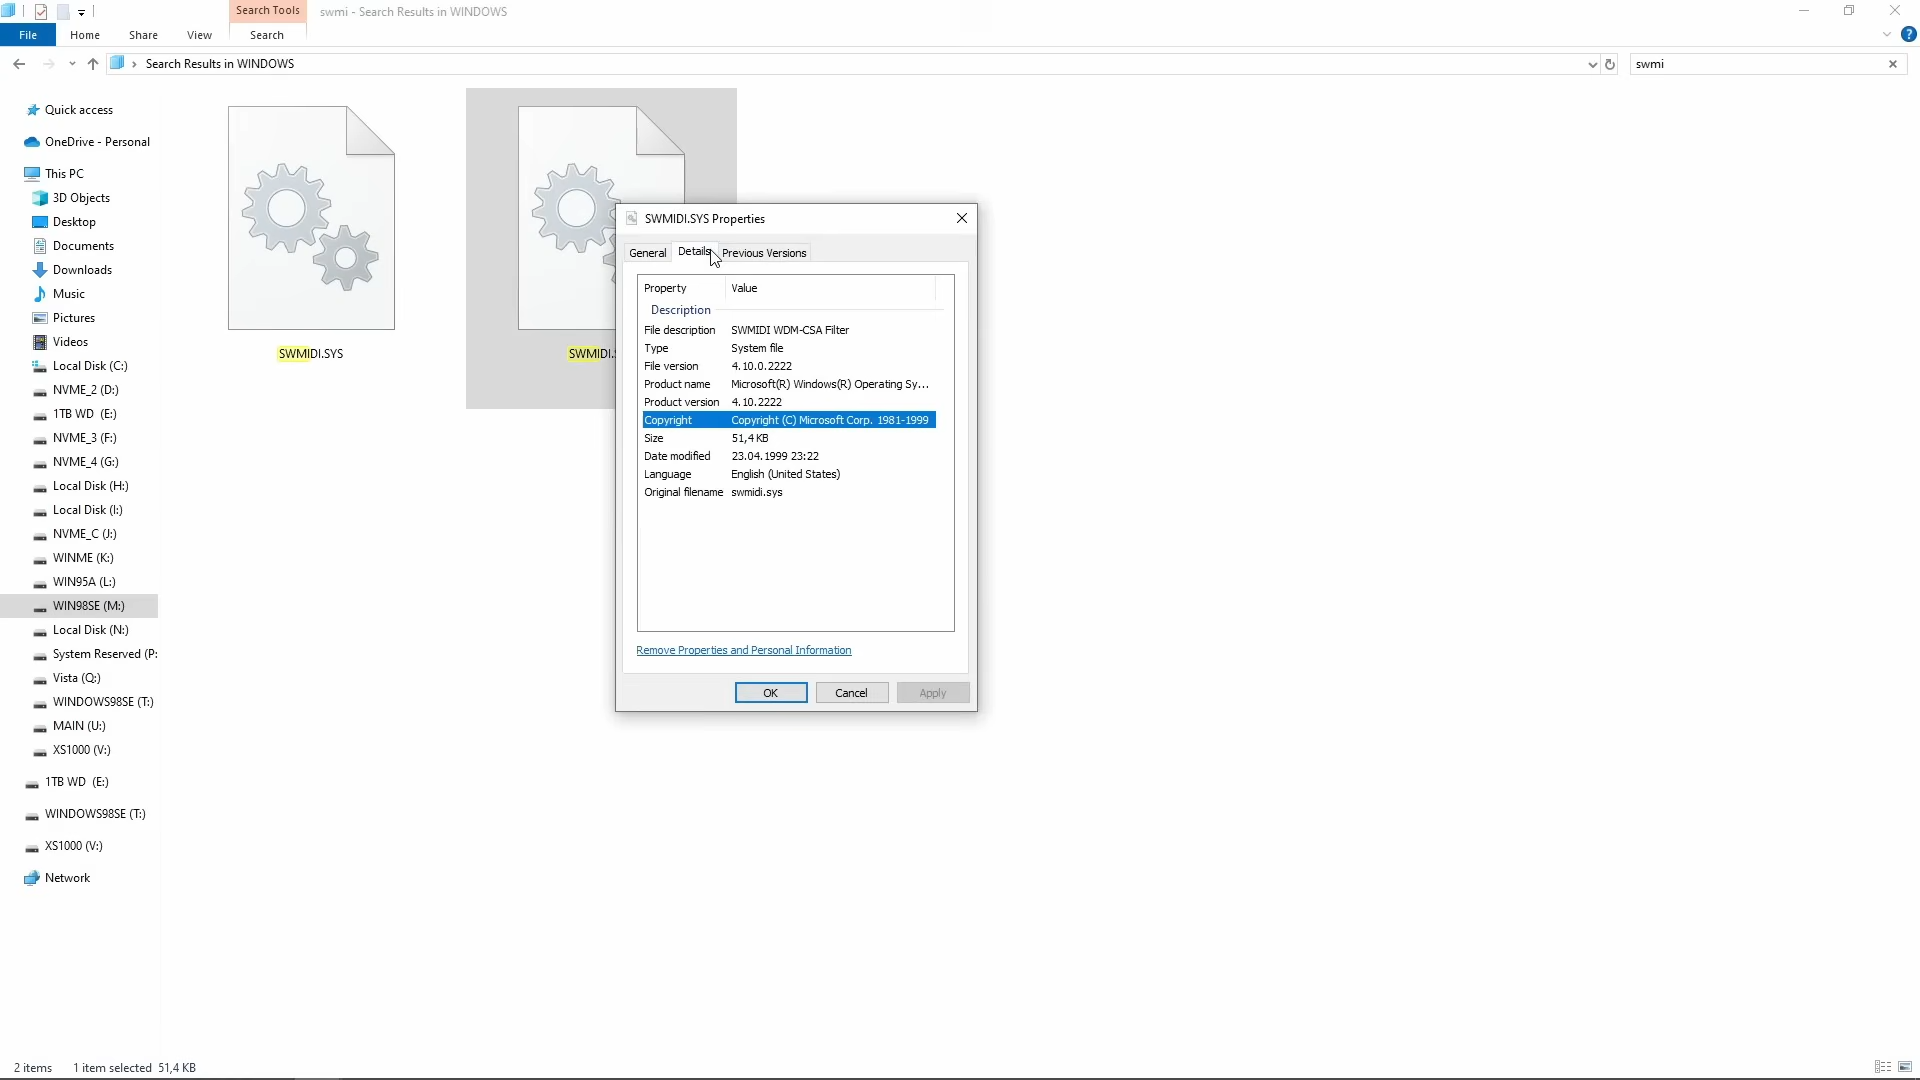 Search Tools
swmi - Search Results in WINDOWS
File
Home
Share
View
Search
?
Search Results in WINDOWS
swmi
Quick access
OneDrive - Personal
This PC
3D Objects
Desktop
Documents
Downloads
Music
Pictures
Videos
Local Disk (C:)
NVME_2 (D:)
1TB WD (E:)
NVME_3 (F:)
NVME_4 (G:)
Local Disk (H:)
Local Disk (I:)
NVME_C (J:)
WINME (K:)
WIN95A (L:)
WIN98SE (M:)
Local Disk (N:)
System Reserved (P:
Vista (Q:)
WINDOWS98SE (T:)
MAIN (U:)
XS1000 (V:)
1TB WD (E:)
WINDOWS98SE (T:)
XS1000 (V:)
Network
SWMIDI.SYS
SWMIDI.
SWMIDI.SYS Properties
General
Details
Previous Versions
Property Value
Description
File description SWMIDI WDM-CSA Filter
Type System file
File version 4.10.0.2222
Product name Microsoft(R) Windows(R) Operating Sy...
Product version 4.10.2222
Copyright Copyright (C) Microsoft Corp. 1981-1999
Size 51,4 KB
Date modified 23.04.1999 23:22
Language English (United States)
Original filename swmidi.sys
Remove Properties and Personal Information
OK
Cancel
Apply
2 items 1 item selected 51,4 KB